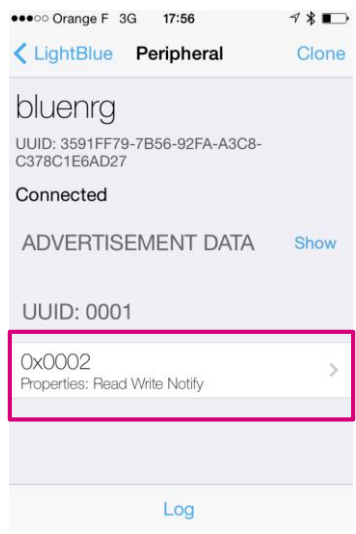 Orange F 3G 17:56
LightBlue Peripheral Clone
bluenrg
UUID: 3591FF79-7B56-92FA-A3C8-
C378C1E6AD27
Connected
ADVERTISEMENT DATA Show
UUID: 0001
0x0002
Properties: Read Write Notify
Log